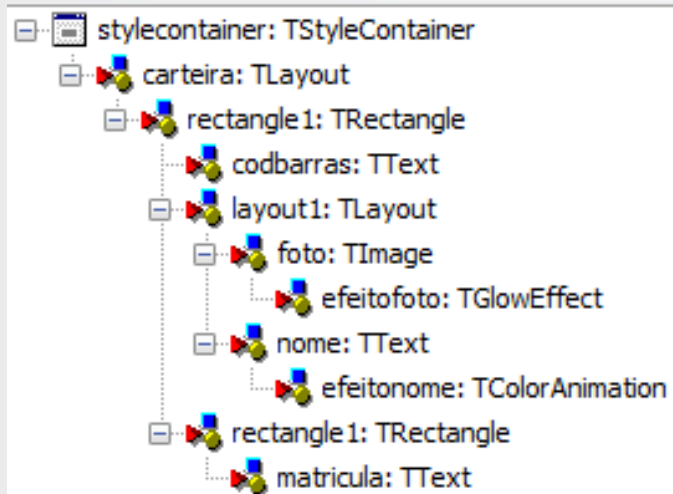 stylecontainer: TStyleContainer
carteira: TLayout
rectangle1: TRectangle
codbarras: TText
layout1: TLayout
foto: TImage
efeitofoto: TGlowEffect
nome: TText
efeitonome: TColorAnimation
rectangle1: TRectangle
matricula: TText